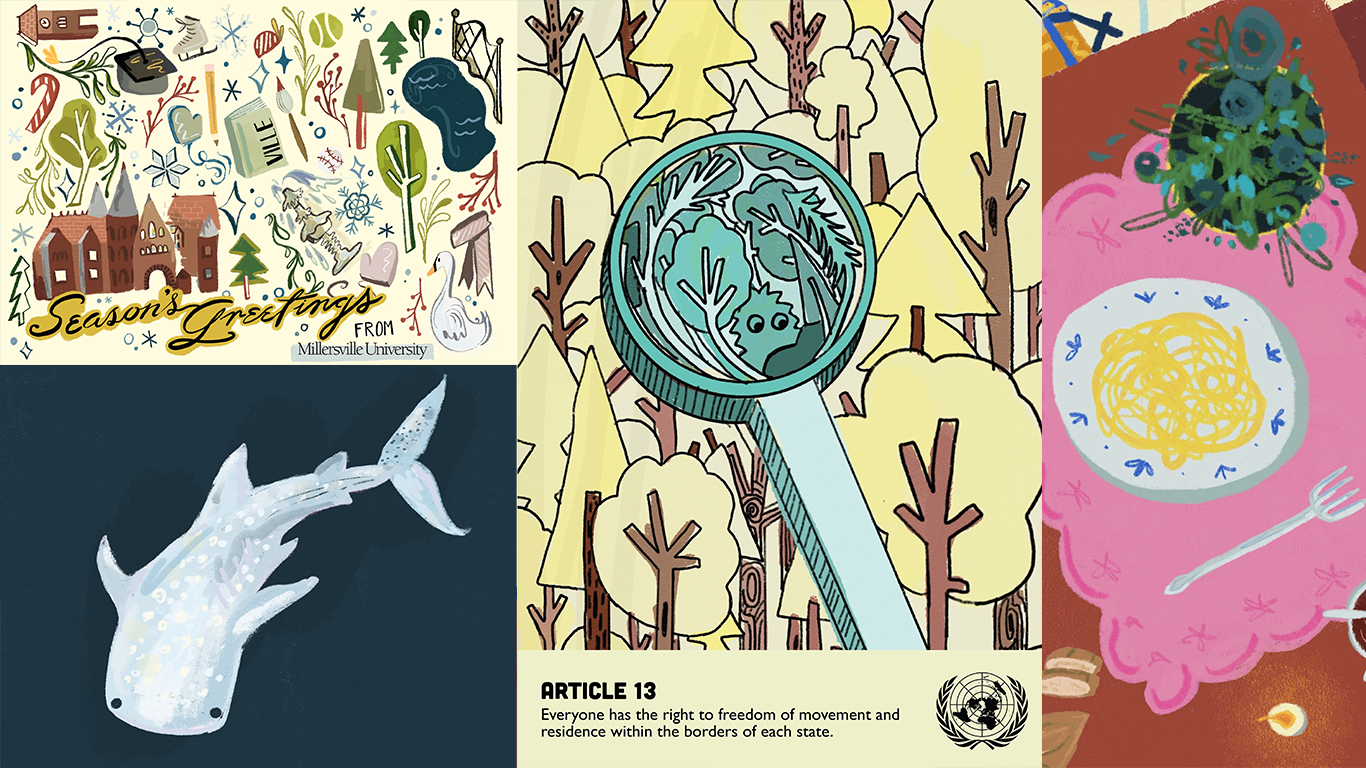 VILLE
Season's Greetings
FROM
Millersville University
ARTICLE 13
Everyone has the right to freedom of movement and
residence within the borders of each state.